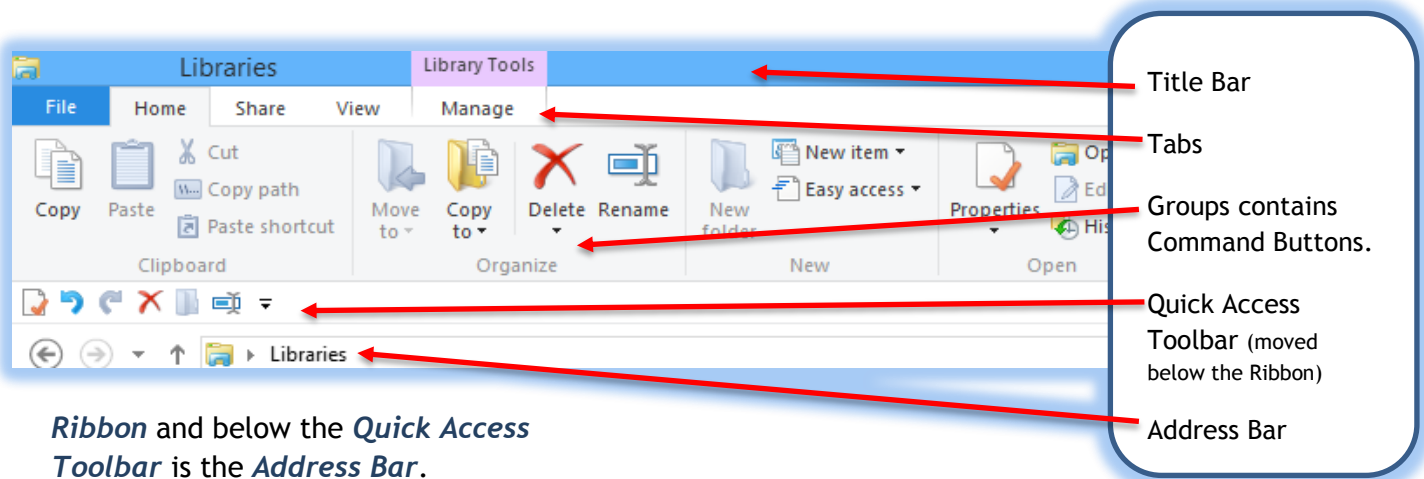 Libraries
Library Tools
File Home Share View Manage
Copy
Paste
Cut
Copy path
Paste shortcut
Clipboard
Move
to
Copy
to
Delete
Rename
Organize
New
folder
New item
Easy access
New
Properties
Op
Ed
His
Open
Libraries
Title Bar
Tabs
Groups contains
Command Buttons.
Quick Access
Toolbar (moved
below the Ribbon)
Address Bar
Ribbon and below the Quick Access
Toolbar is the Address Bar.